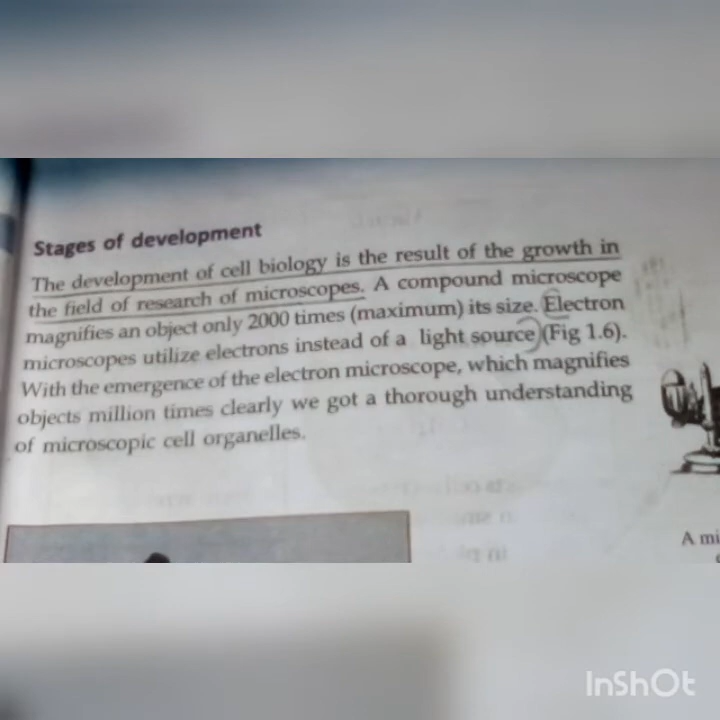 Stages of development
The development of cell biology is the result of the growth in
the field of research of microscopes. A compound microscope
magnifies an object only 2000 times (maximum) its size. Electron
microscopes utilize electrons instead of a light source (Fig 1.6).
With the emergence of the electron microscope, which magnifies
objects million times clearly we got a thorough understanding
of microscopic cell organelles.
A mi
InShOt